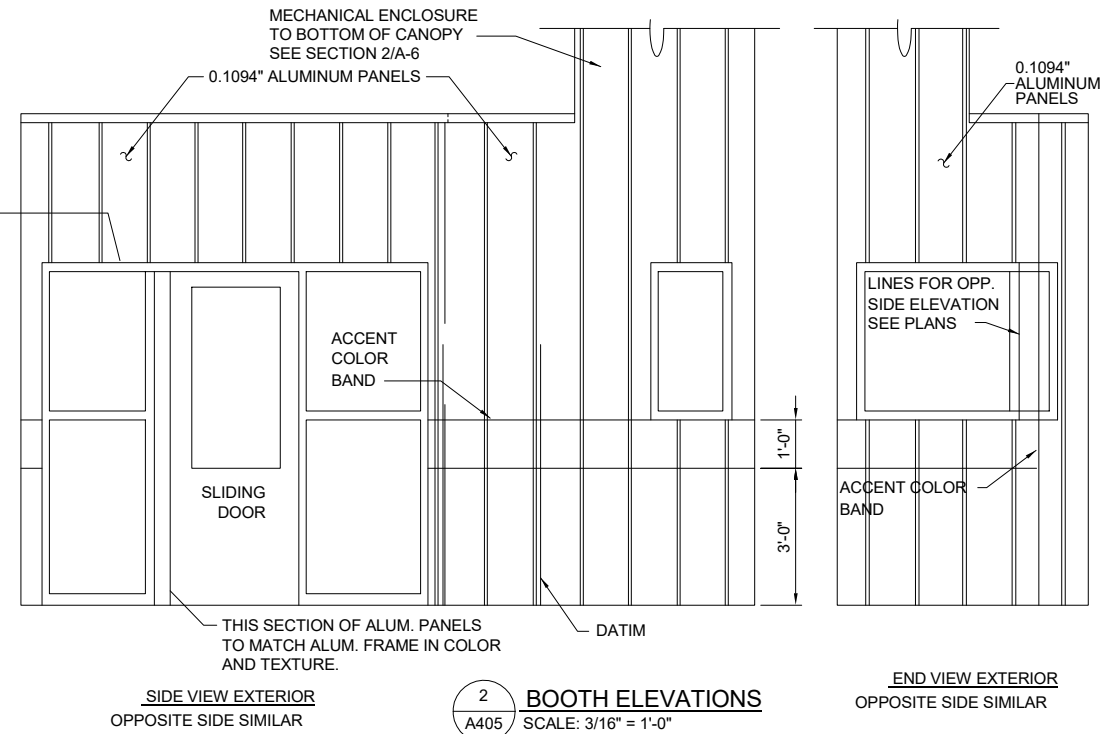 MECHANICAL ENCLOSURE
TO BOTTOM OF CANOPY
SEE SECTION 2/A-6
0.1094" ALUMINUM PANELS
0.1094"
ALUMINUM
PANELS
LINES FOR OPP.
SIDE ELEVATION
SEE PLANS
ACCENT
COLOR
BAND
1'-0"
3'-0"
SLIDING
DOOR
ACCENT COLOR
BAND
THIS SECTION OF ALUM. PANELS
TO MATCH ALUM. FRAME IN COLOR
AND TEXTURE.
DATIM
SIDE VIEW EXTERIOR
OPPOSITE SIDE SIMILAR
2
A405
BOOTH ELEVATIONS
SCALE: 3/16" = 1'-0"
END VIEW EXTERIOR
OPPOSITE SIDE SIMILAR